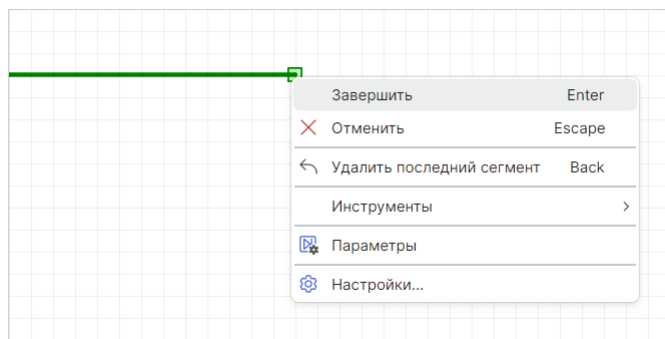 Завершить Enter
Отменить Escape
Удалить последний сегмент Back
Инструменты
Параметры
Настройки...